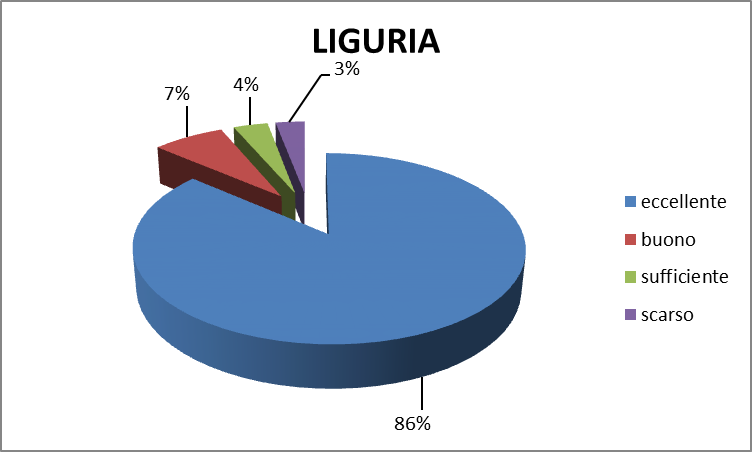 LIGURIA
3%
4%
7%
eccellente
buono
sufficiente
scarso
86%